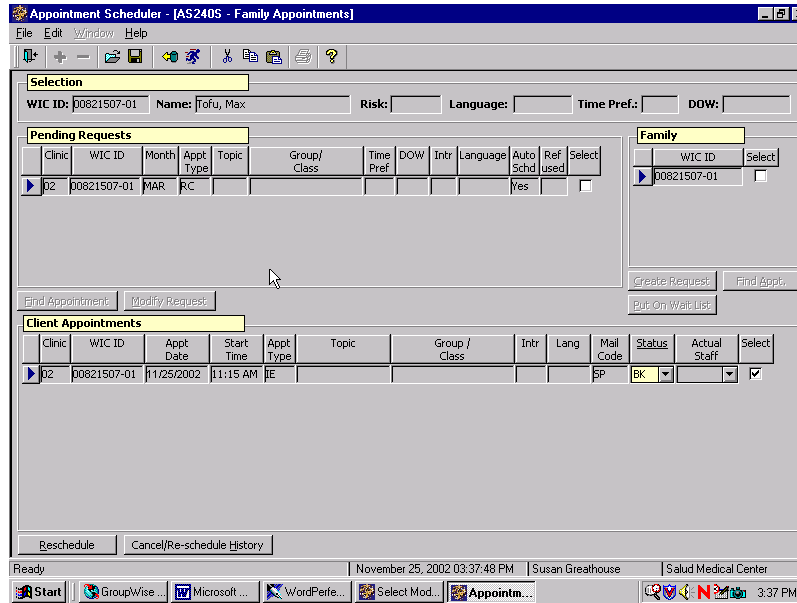 Appointment Scheduler - [AS240S - Family Appointments]
File Edit Window Help
Selection
WIC ID: 00821507-01 Name: Tofu, Max Risk: Language: Time Pref.: DOW:
Pending Requests
Clinic WIC ID Month Appt Type Topic Group/ Class Time Pref DOW Intr Language Auto Schd Ref used Select
02 00821507-01 MAR RC Yes
Family
WIC ID Select
00821507-01
Find Appointment Modify Request
Create Request Find Appt.
Put On Wait List
Client Appointments
Clinic WIC ID Appt Date Start Time Appt Type Topic Group / Class Intr Lang Mail Code Status Actual Staff Select
02 00821507-01 11/25/2002 11:15 AM IE SP BK
Reschedule Cancel/Re-schedule History
Ready November 25, 2002 03:37:48 PM Susan Greathouse Salud Medical Center
Start GroupWise ... Microsoft ... WordPerfe... Select Mod... Appointm... 3:37 PM